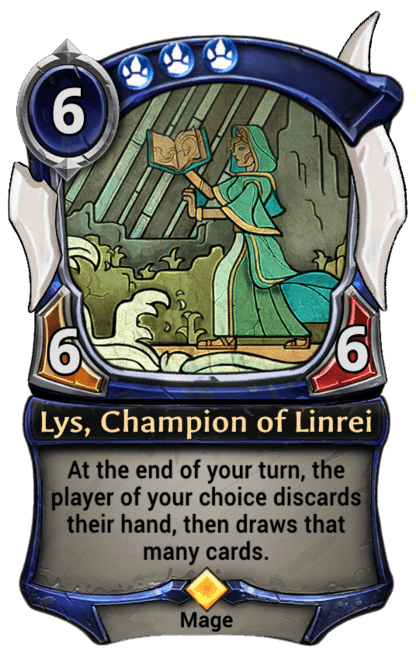 6
6
6
Lys, Champion of Linrei
At the end of your turn, the
player of your choice discards
their hand, then draws that
many cards.
Mage